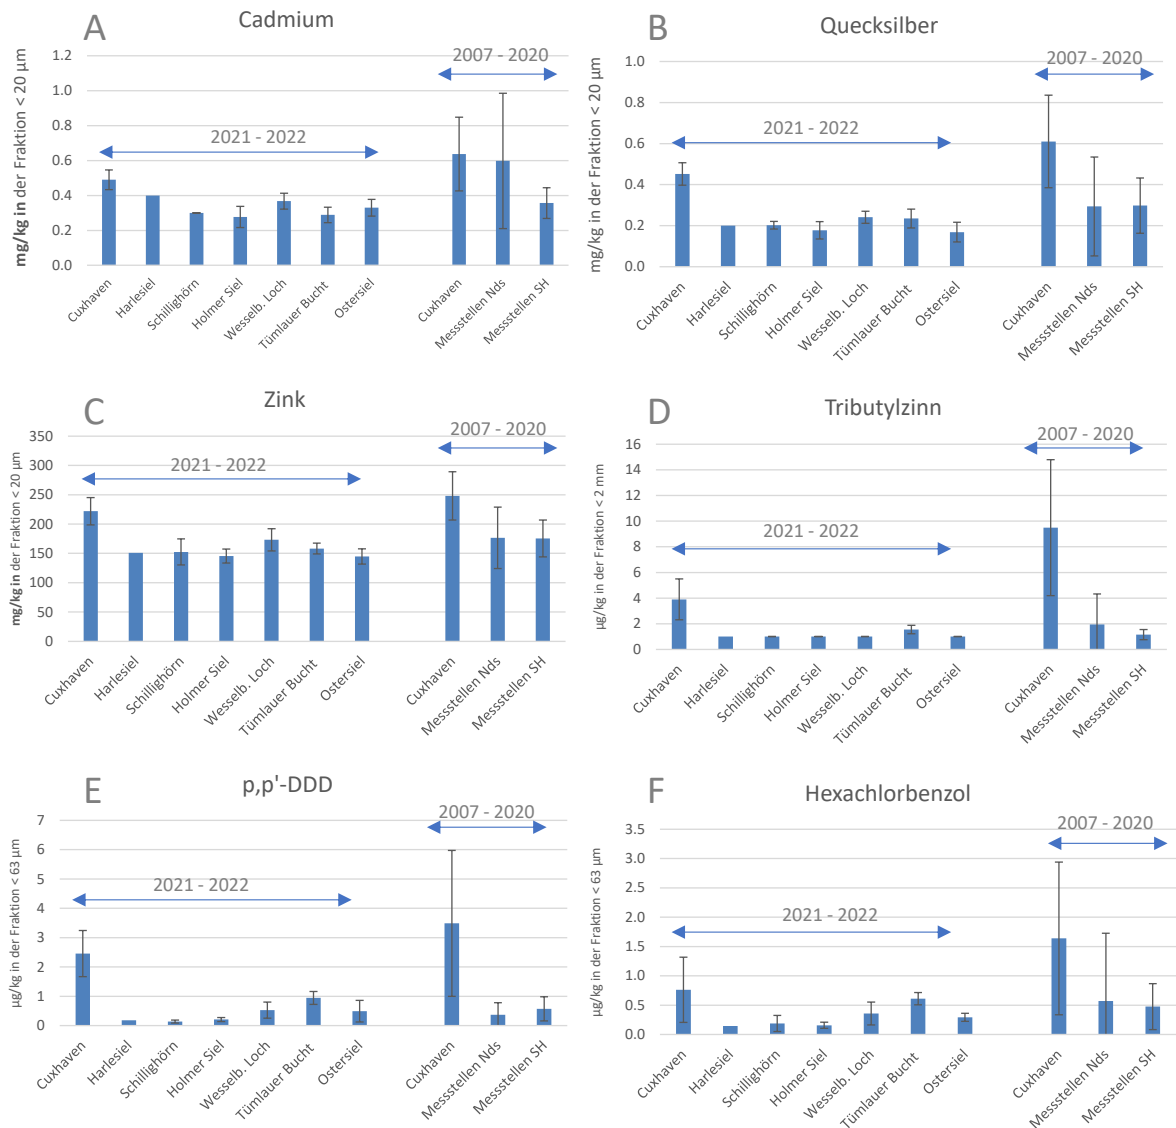 A
Cadmium
mg/kg in der Fraktion < 20 µm
1.2
1.0
0.8
0.6
0.4
0.2
0.0
2021 - 2022
2007 - 2020
Cuxhaven
Harlesiel
Schillighörn
Holmer Siel
Wesselb. Loch
Tümlauer Bucht
Ostersiel
Cuxhaven
Messstellen Nds
Messstellen SH
B
Quecksilber
mg/kg in der Fraktion < 20 µm
1.0
0.8
0.6
0.4
0.2
0.0
2021 - 2022
2007 - 2020
Cuxhaven
Harlesiel
Schillighörn
Holmer Siel
Wesselb. Loch
Tümlauer Bucht
Ostersiel
Cuxhaven
Messstellen Nds
Messstellen SH
C
Zink
mg/kg in der Fraktion < 20 µm
350
300
250
200
150
100
50
0
2021 - 2022
2007 - 2020
Cuxhaven
Harlesiel
Schillighörn
Holmer Siel
Wesselb. Loch
Tümlauer Bucht
Ostersiel
Cuxhaven
Messstellen Nds
Messstellen SH
D
Tributylzinn
µg/kg in der Fraktion < 2 mm
16
14
12
10
8
6
4
2
0
2021 - 2022
2007 - 2020
Cuxhaven
Harlesiel
Schillighörn
Holmer Siel
Wesselb. Loch
Tümlauer Bucht
Ostersiel
Cuxhaven
Messstellen Nds
Messstellen SH
E
p,p'-DDD
µg/kg in der Fraktion < 63 µm
7
6
5
4
3
2
1
0
2021 - 2022
2007 - 2020
Cuxhaven
Harlesiel
Schillighörn
Holmer Siel
Wesselb. Loch
Tümlauer Bucht
Ostersiel
Cuxhaven
Messstellen Nds
Messstellen SH
F
Hexachlorbenzol
µg/kg in der Fraktion < 63 µm
3.5
3.0
2.5
2.0
1.5
1.0
0.5
0.0
2021 - 2022
2007 - 2020
Cuxhaven
Harlesiel
Schillighörn
Holmer Siel
Wesselb. Loch
Tümlauer Bucht
Ostersiel
Cuxhaven
Messstellen Nds
Messstellen SH